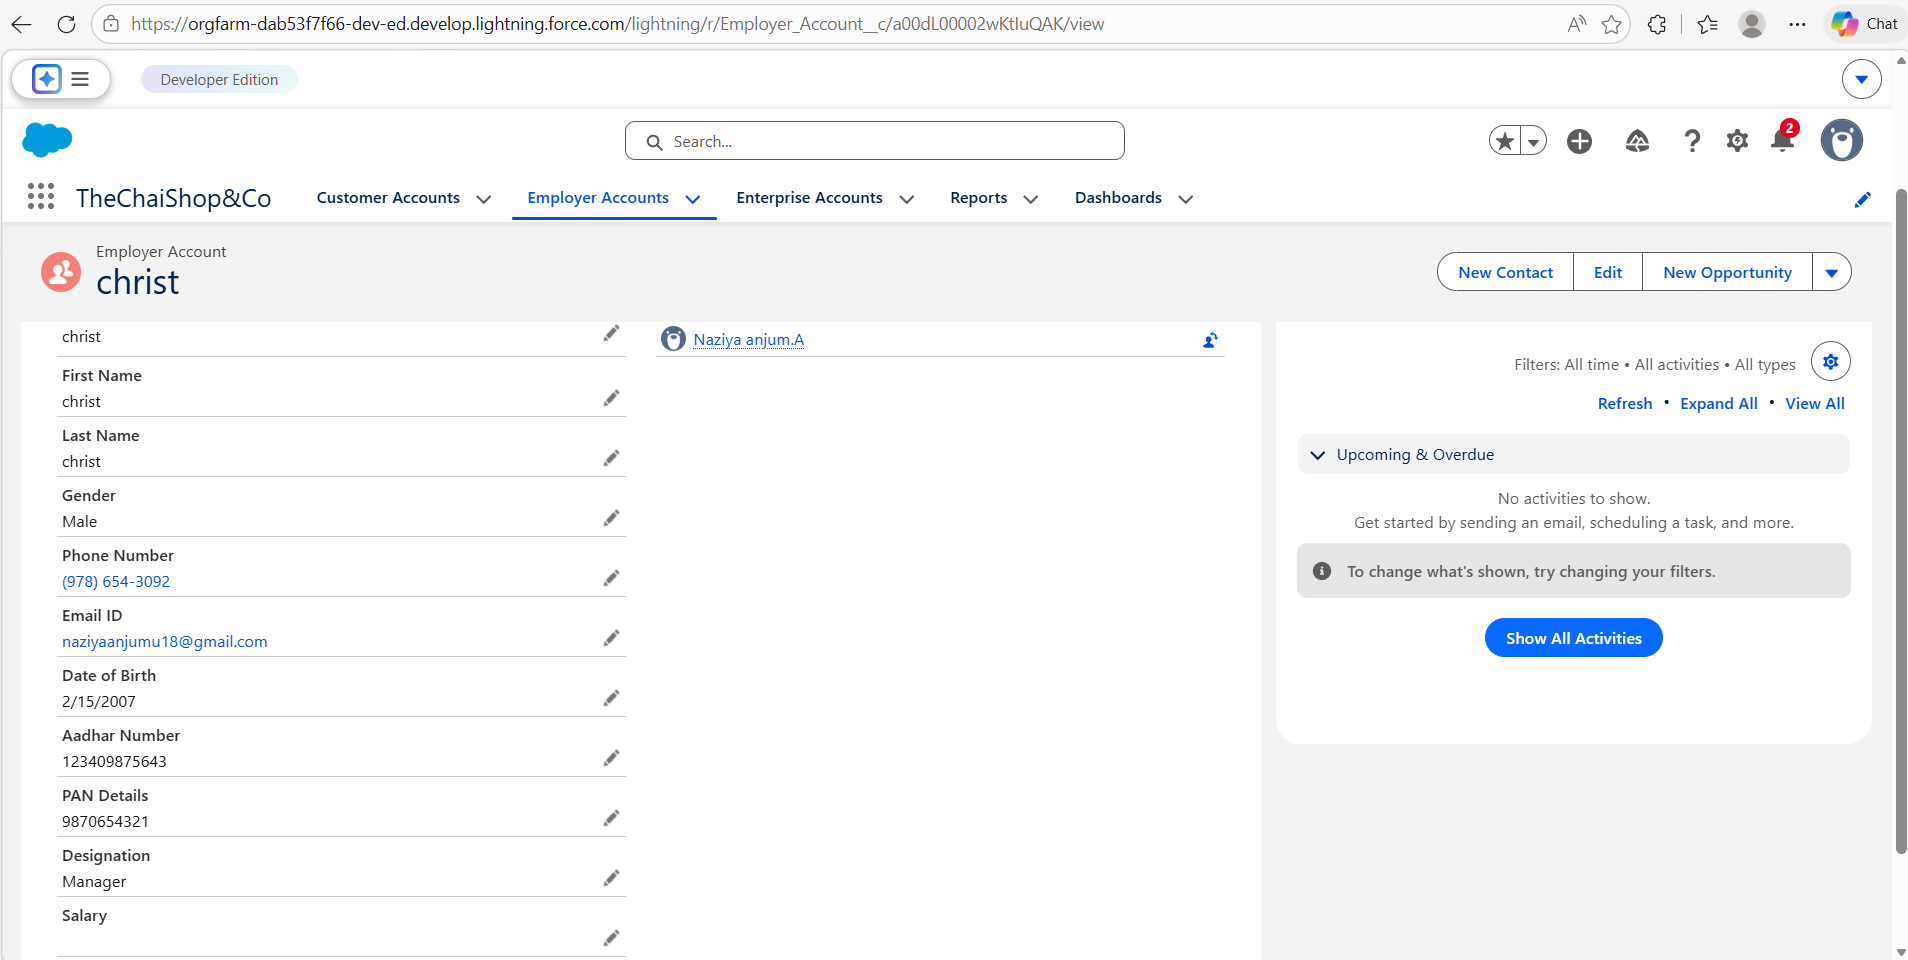 https://orgfarm-dab53f7f66-dev-ed.develop.lightning.force.com/lightning/r/Employer_Account__c/a00dL00002wKtIuQAK/view
Chat
Developer Edition
Search...
2
TheChaiShop&Co
Customer Accounts
Employer Accounts
Enterprise Accounts
Reports
Dashboards
Employer Account
christ
New Contact
Edit
New Opportunity
christ
Naziya anjum.A
First Name
christ
Last Name
christ
Gender
Male
Phone Number
(978) 654-3092
Email ID
naziyaanjumu18@gmail.com
Date of Birth
2/15/2007
Aadhar Number
123409875643
PAN Details
9870654321
Designation
Manager
Salary
Filters: All time • All activities • All types
Refresh • Expand All • View All
Upcoming & Overdue
No activities to show.
Get started by sending an email, scheduling a task, and more.
To change what's shown, try changing your filters.
Show All Activities